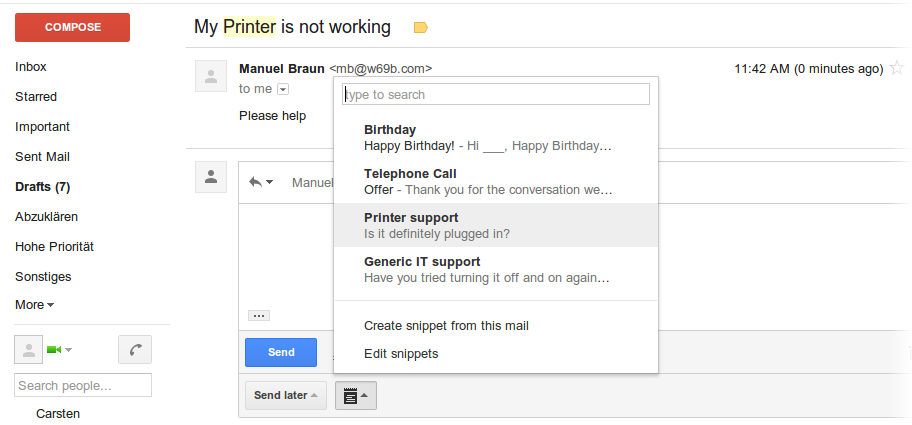 COMPOSE
Inbox
Starred
Important
Sent Mail
Drafts (7)
Abzuklären
Hohe Priorität
Sonstiges
More
Search people...
Carsten
My Printer is not working
Manuel Braun <mb@w69b.com>
11:42 AM (0 minutes ago)
to me
Please help
Manuel
type to search
Birthday
Happy Birthday! - Hi ___, Happy Birthday…
Telephone Call
Offer - Thank you for the conversation we…
Printer support
Is it definitely plugged in?
Generic IT support
Have you tried turning it off and on again…
Create snippet from this mail
Edit snippets
Send
Send later